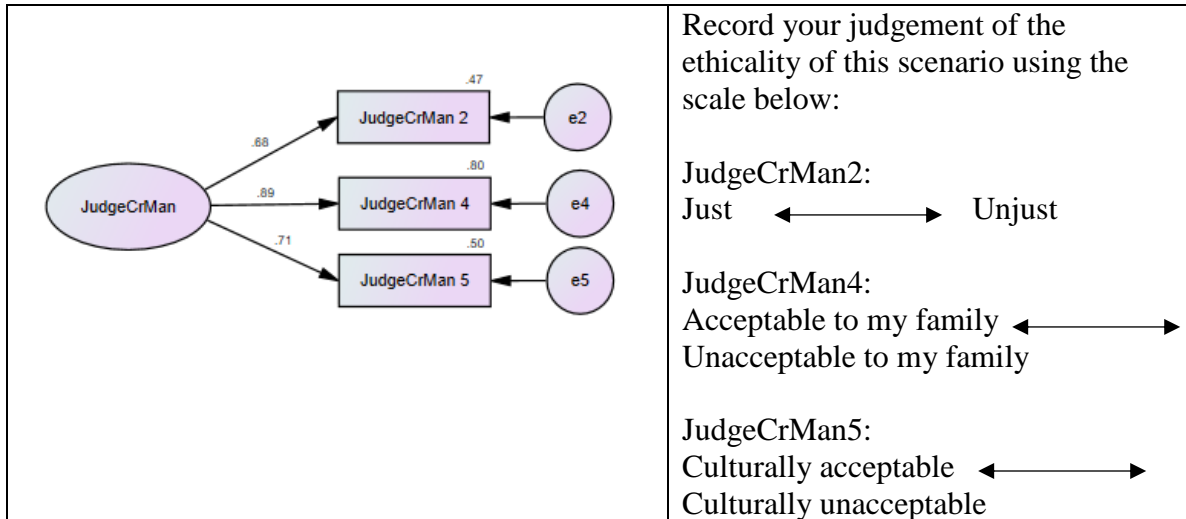 .47
JudgeCrMan 2
e2
.68
.80
JudgeCrMan
.89
JudgeCrMan 4
e4
.71
.50
JudgeCrMan 5
e5
Record your judgement of the
ethicality of this scenario using the
scale below:
JudgeCrMan2:
Just Unjust
JudgeCrMan4:
Acceptable to my family
Unacceptable to my family
JudgeCrMan5:
Culturally acceptable
Culturally unacceptable